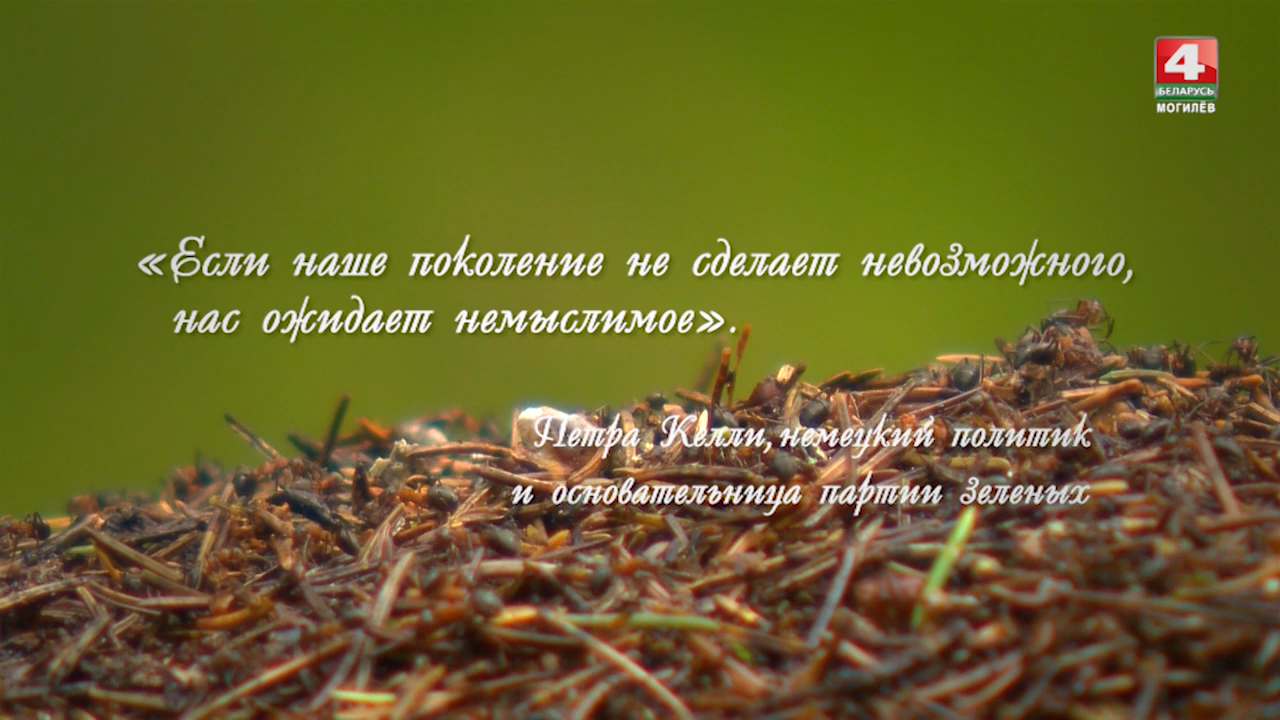 4
БЕЛАРУСЬ
МОГИЛЁВ
«Если наше поколение не сделает невозможного,
нас ожидает немыслимое».
Петра Келли, немецкий политик
и основательница партии зеленых